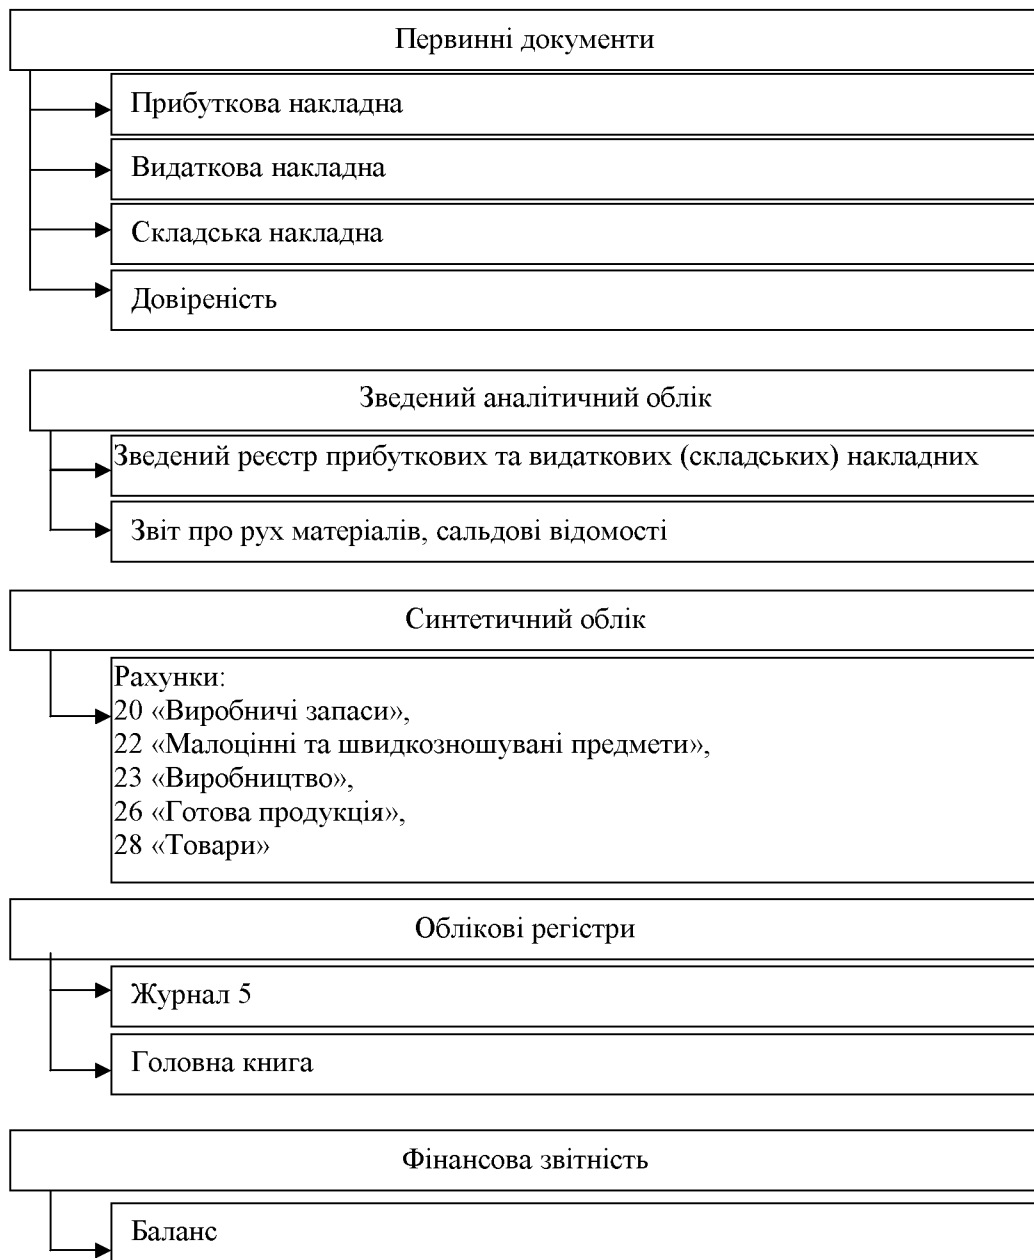 Первинні документи
Прибуткова накладна
Видаткова накладна
Складська накладна
Довіреність
Зведений аналітичний облік
Зведений реєстр прибуткових та видаткових (складських) накладних
Звіт про рух матеріалів, сальдові відомості
Синтетичний облік
Рахунки:
20 «Виробничі запаси»,
22 «Малоцінні та швидкозношувані предмети»,
23 «Виробництво»,
26 «Готова продукція»,
28 «Товари»
Облікові регістри
Журнал 5
Головна книга
Фінансова звітність
Баланс